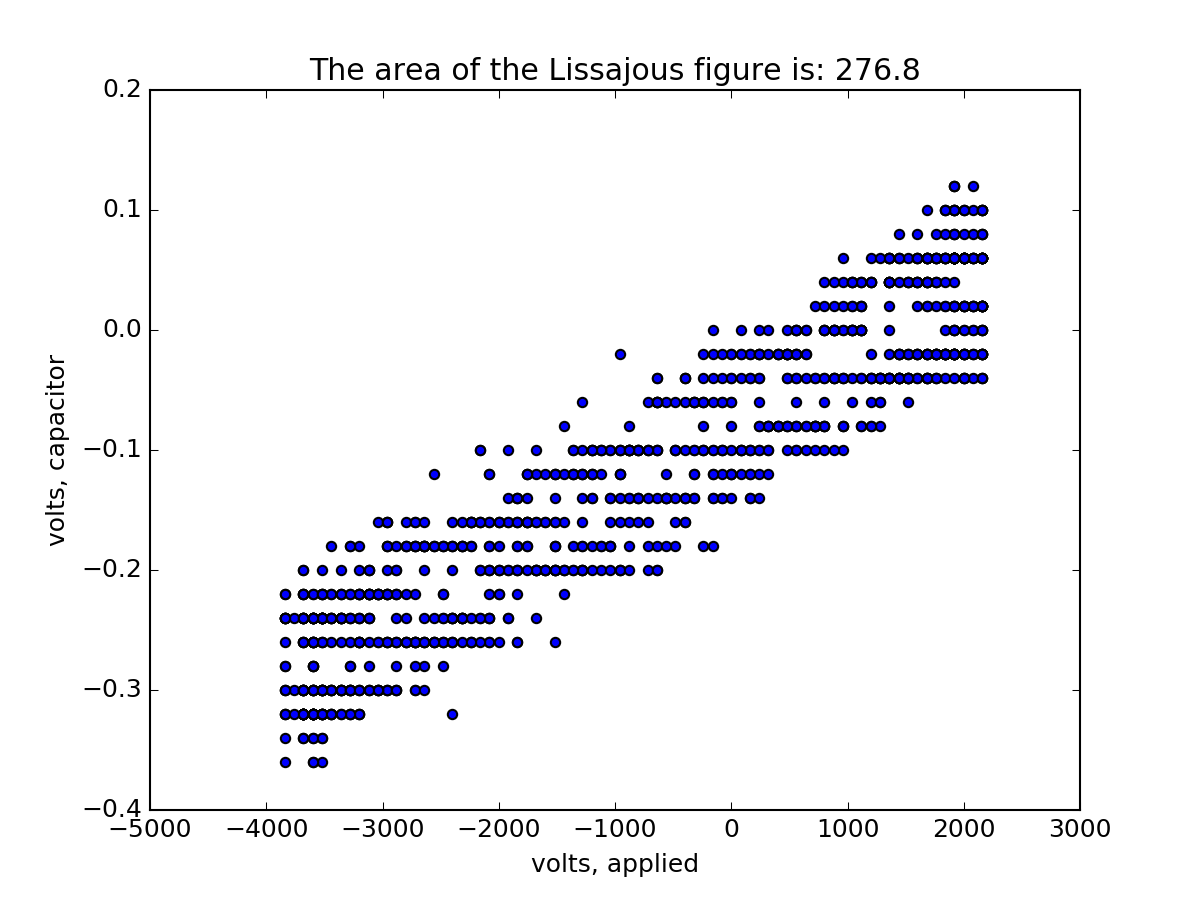 The area of the Lissajous figure is: 276.8
0.2
0.1
0.0
−0.1
−0.2
−0.3
−0.4
volts, capacitor
−5000 −4000 −3000 −2000 −1000 0 1000 2000 3000
volts, applied